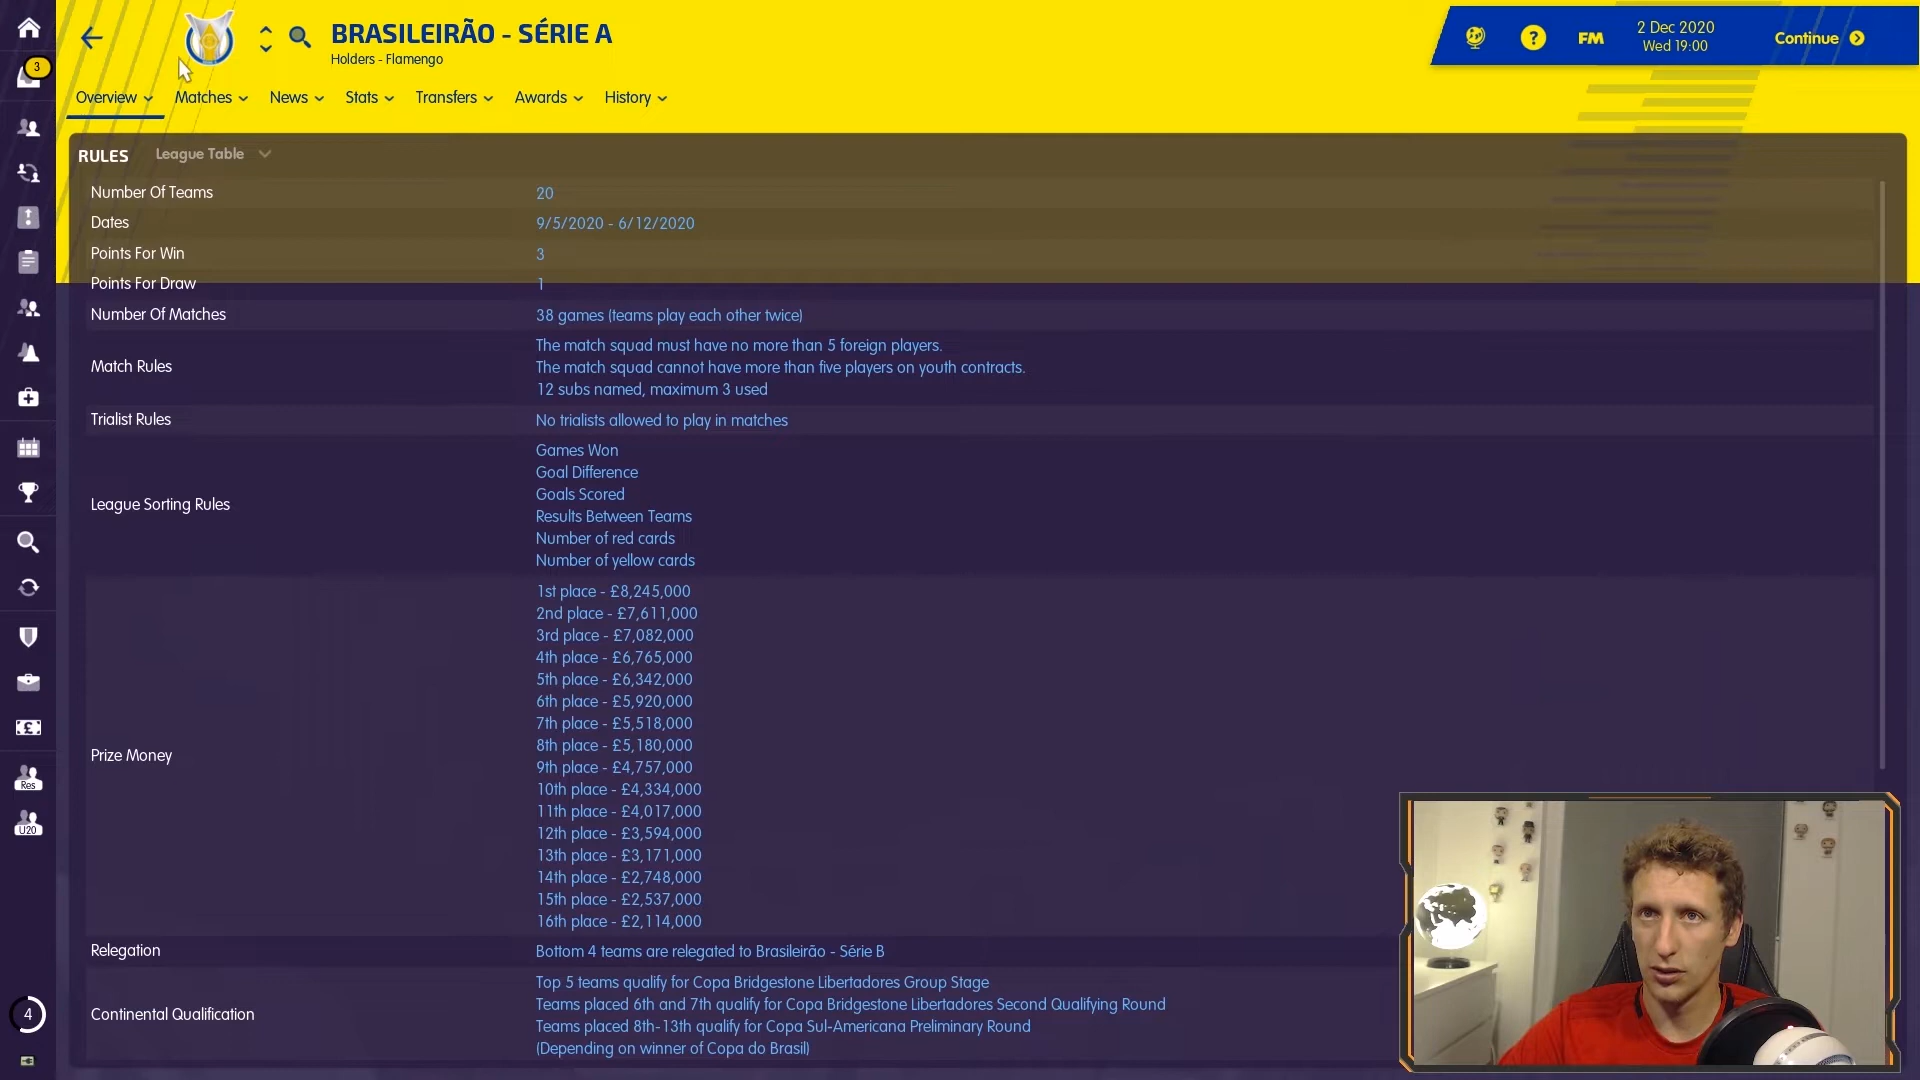 BRASILEIRÃO - SÉRIE A
Holders - Flamengo
2 Dec 2020
Wed 19:00
FM
?
Continue
3
Overview
Matches
News
Stats
Transfers
Awards
History
RULES
League Table
Number Of Teams
20
Dates
9/5/2020 - 6/12/2020
Points For Win
3
Points For Draw
1
Number Of Matches
38 games (teams play each other twice)
Match Rules
The match squad must have no more than 5 foreign players.
The match squad cannot have more than five players on youth contracts.
12 subs named, maximum 3 used
Trialist Rules
No trialists allowed to play in matches
League Sorting Rules
Games Won
Goal Difference
Goals Scored
Results Between Teams
Number of red cards
Number of yellow cards
Prize Money
1st place - £8,245,000
2nd place - £7,611,000
3rd place - £7,082,000
4th place - £6,765,000
5th place - £6,342,000
6th place - £5,920,000
7th place - £5,518,000
8th place - £5,180,000
9th place - £4,757,000
10th place - £4,334,000
11th place - £4,017,000
12th place - £3,594,000
13th place - £3,171,000
14th place - £2,748,000
15th place - £2,537,000
16th place - £2,114,000
Relegation
Bottom 4 teams are relegated to Brasileirão - Série B
Continental Qualification
Top 5 teams qualify for Copa Bridgestone Libertadores Group Stage
Teams placed 6th and 7th qualify for Copa Bridgestone Libertadores Second Qualifying Round
Teams placed 8th-13th qualify for Copa Sul-Americana Preliminary Round
(Depending on winner of Copa do Brasil)
£
Res
U20
4